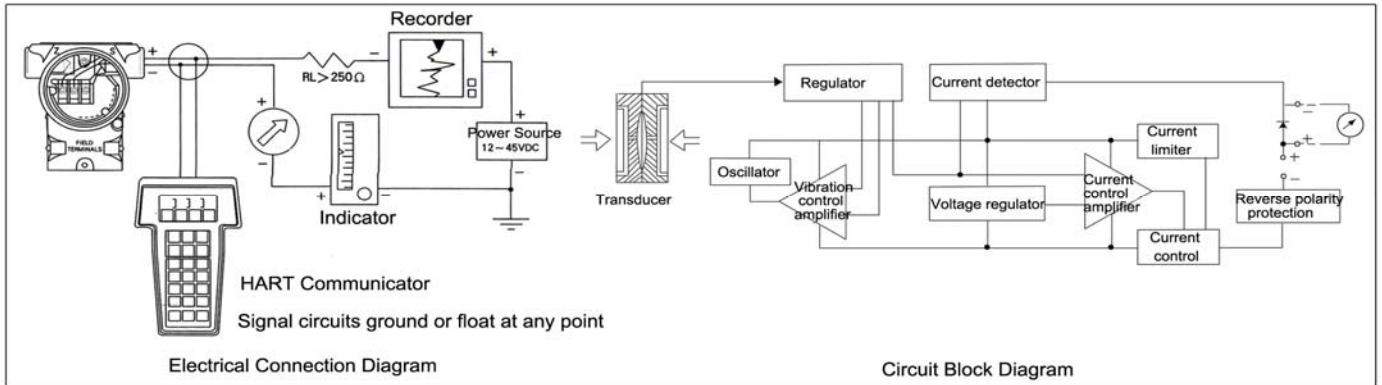 Recorder
Z S
+
−
RL＞250Ω
− +
FIELD
TERMINALS
+
−
Power Source
12～45VDC
+
−
+ −
Indicator
HART Communicator
Signal circuits ground or float at any point
Electrical Connection Diagram
Transducer
Regulator
Current detector
Oscillator
Vibration
control
amplifier
Voltage regulator
Current
limiter
Current
control
amplifier
Current
control
− −
+ +
+
−
Reverse polarity
protection
Circuit Block Diagram